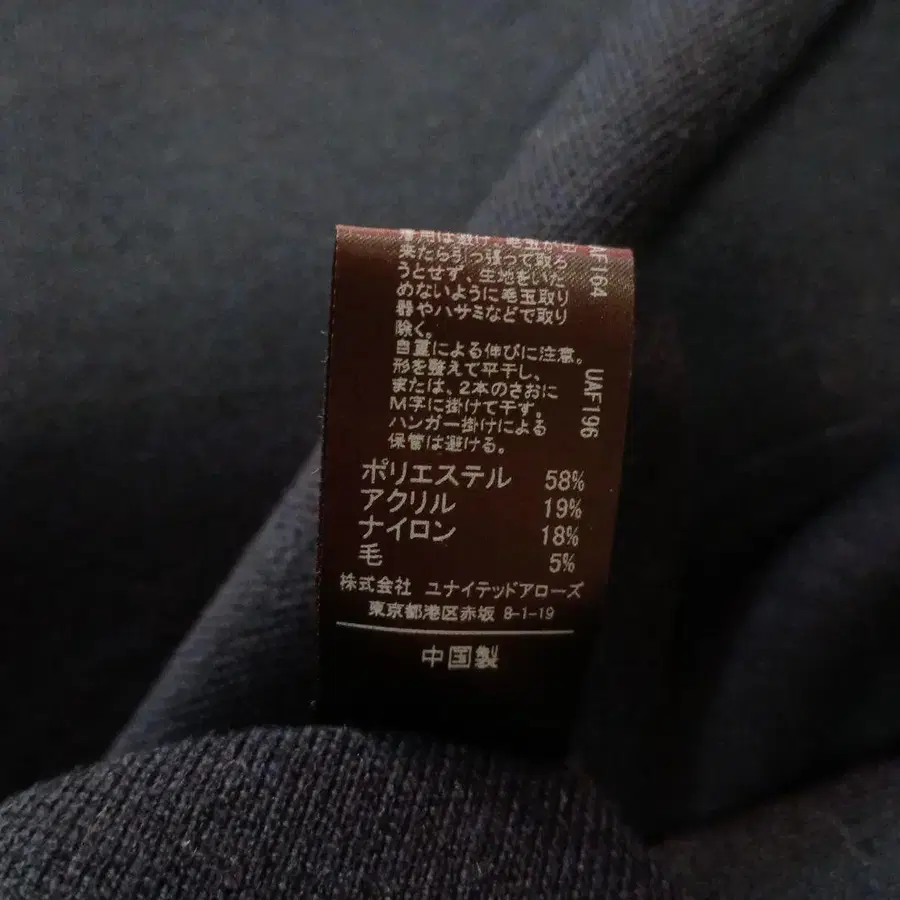 来たら引っ張って取ろ
うとせず、生地をいた
めないように毛玉取り
器やハサミなどで取り
除く。
自重による伸びに注意。
形を整えて平干し、
または、2本のさおに
M字に掛けて干す。
ハンガー掛けによる
保管は避ける。
ポリエステル 58%
アクリル 19%
ナイロン 18%
毛 5%
株式会社 ユナイテッドアローズ
東京都港区赤坂 8-1-19
中国製
UAF196